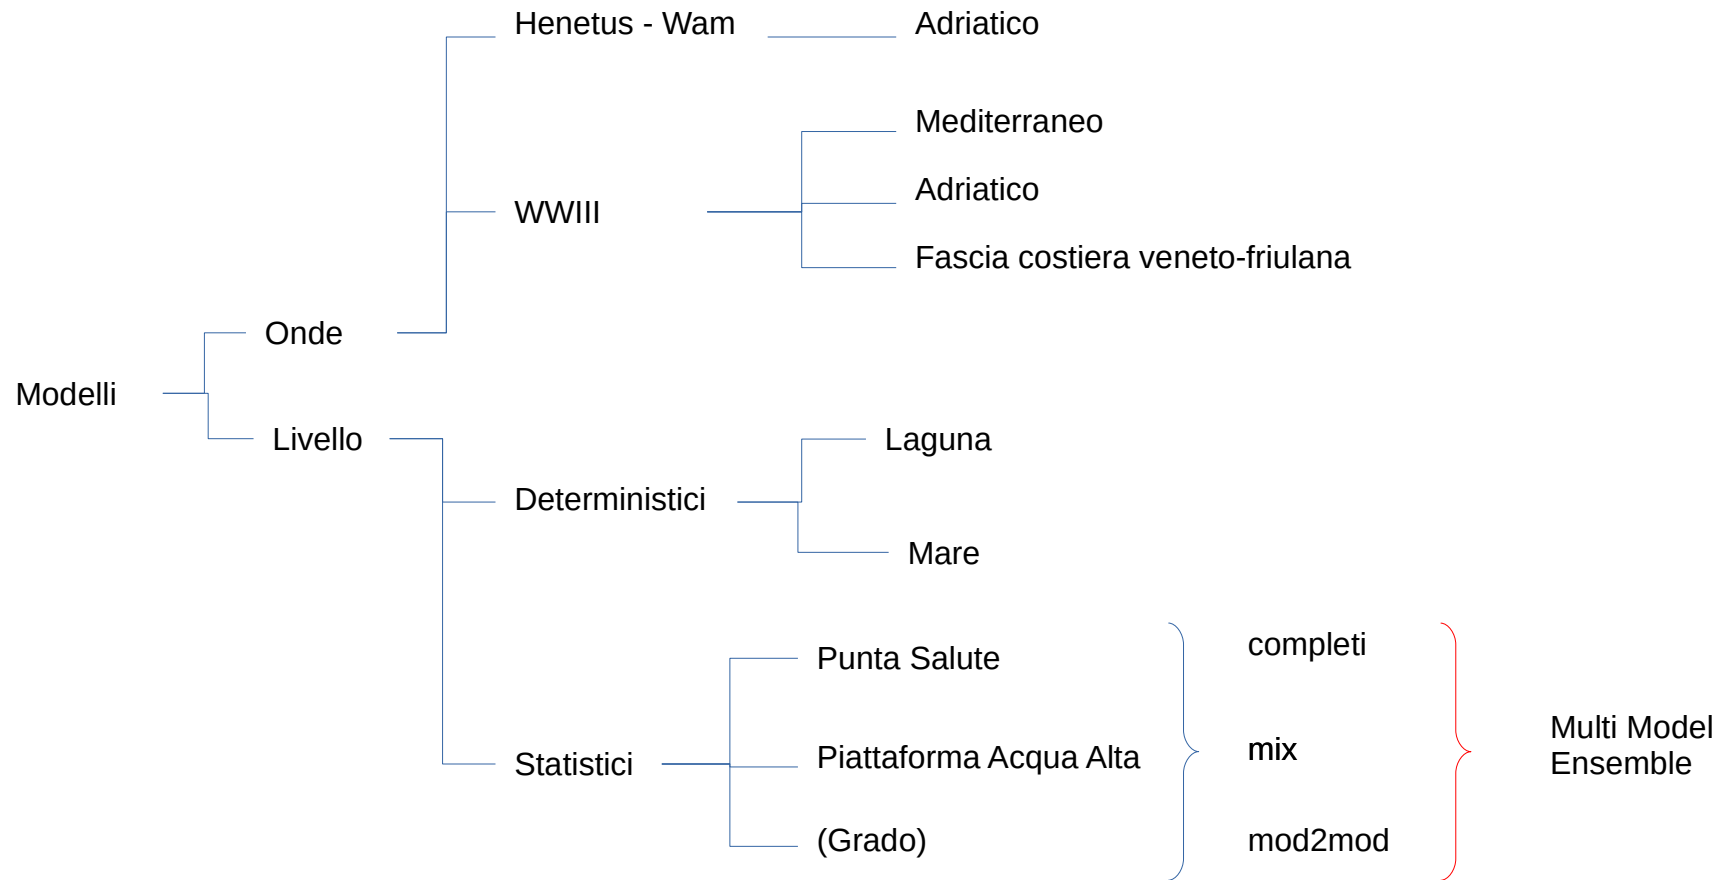 Henetus - Wam
Adriatico
Mediterraneo
Adriatico
WWIII
Fascia costiera veneto-friulana
Onde
Modelli
Livello
Laguna
Deterministici
Mare
completi
Punta Salute
Multi Model
Ensemble
mix
Piattaforma Acqua Alta
Statistici
(Grado)
mod2mod